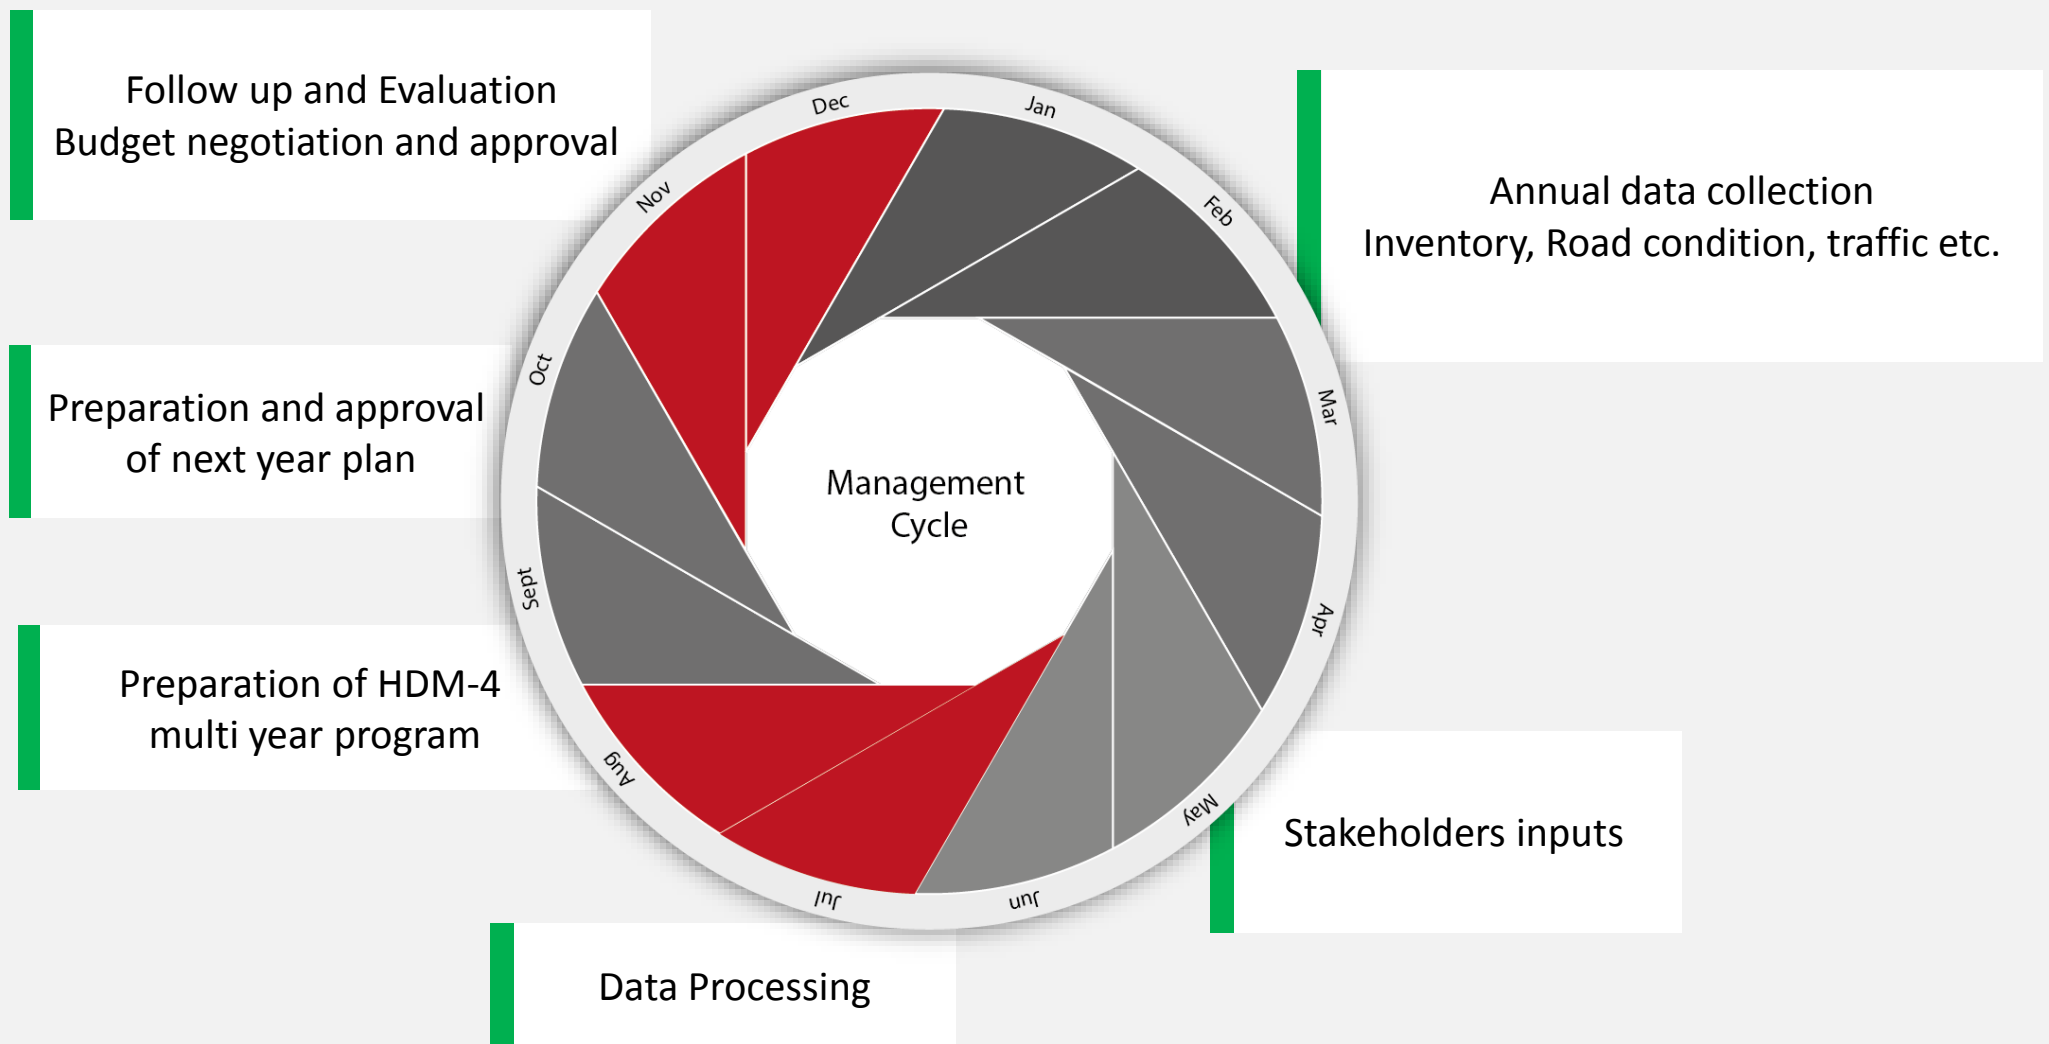 Follow up and Evaluation
Budget negotiation and approval
Annual data collection
Inventory, Road condition, traffic etc.
Preparation and approval
of next year plan
Preparation of HDM-4
multi year program
Stakeholders inputs
Data Processing
Management
Cycle
Jan
Feb
Mar
Apr
May
Jun
Jul
Aug
Sept
Oct
Nov
Dec